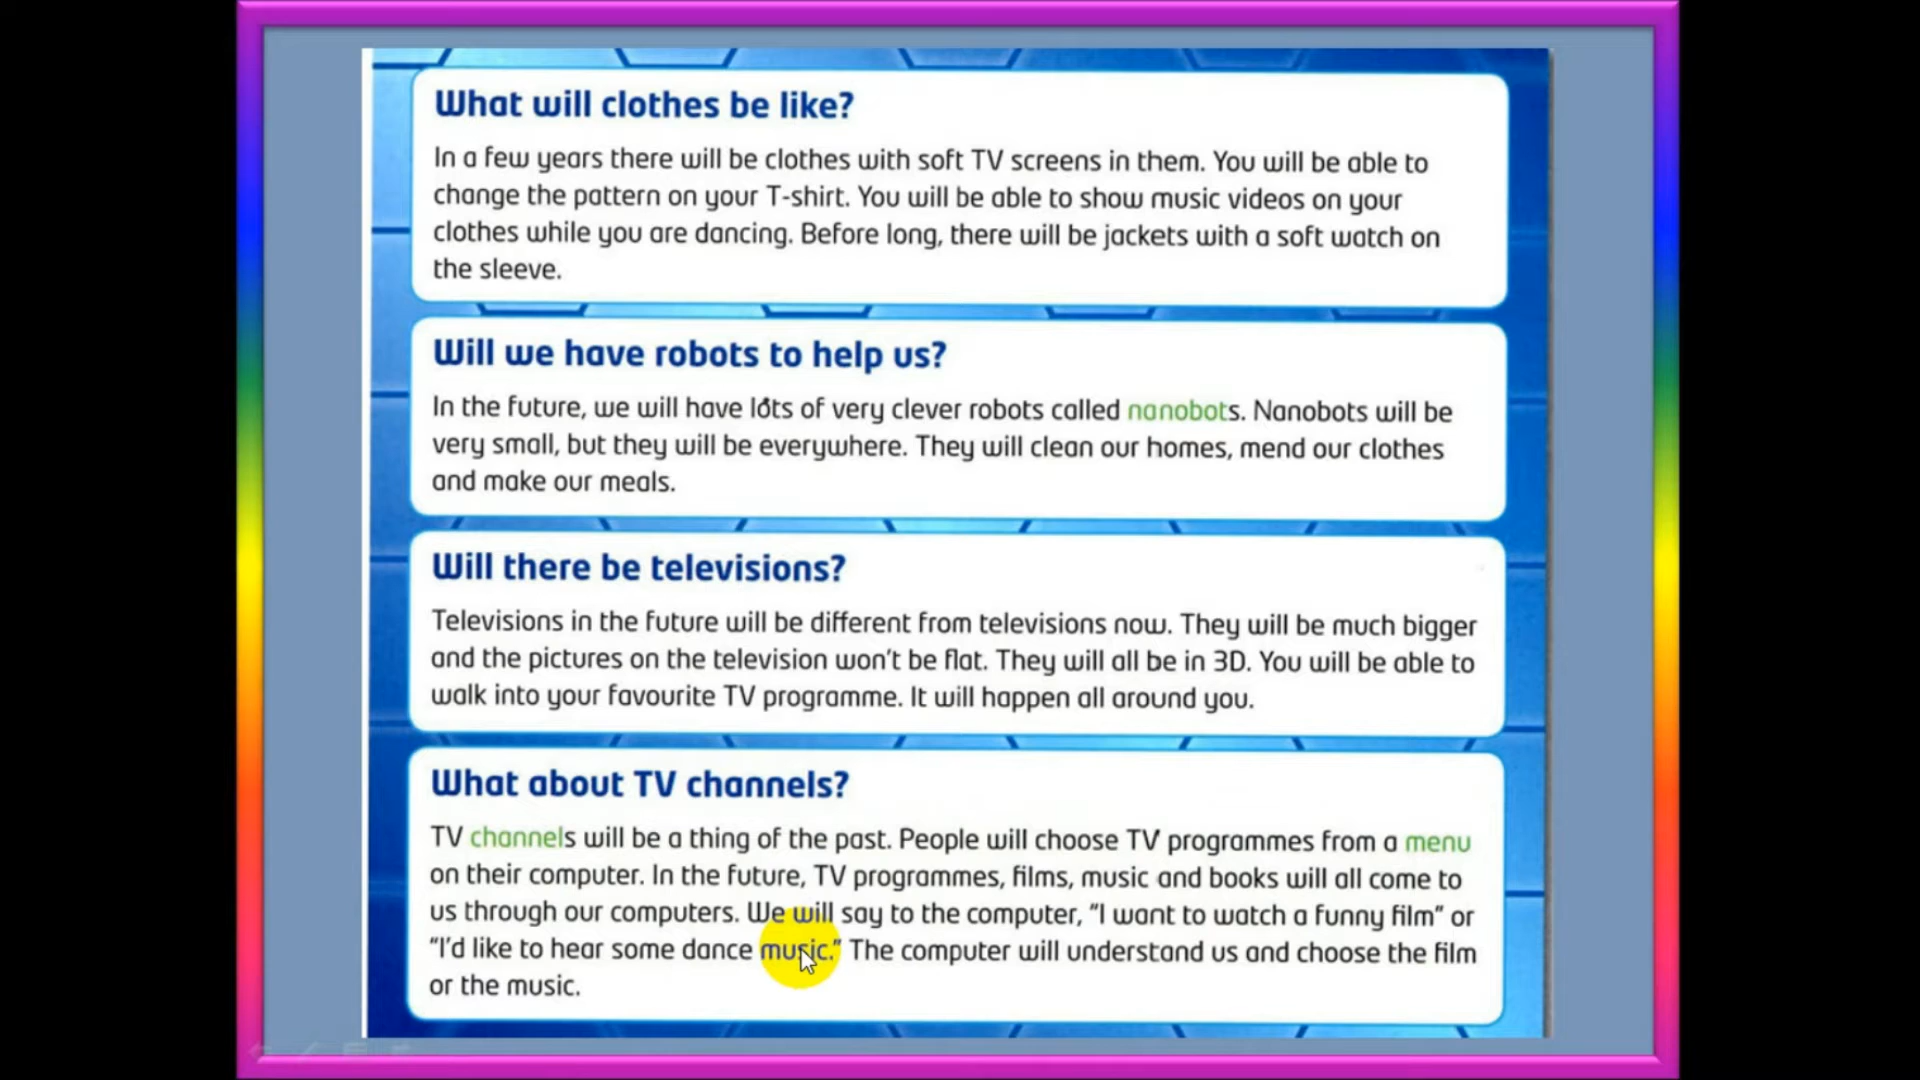 What will clothes be like?
In a few years there will be clothes with soft TV screens in them. You will be able to
change the pattern on your T-shirt. You will be able to show music videos on your
clothes while you are dancing. Before long, there will be jackets with a soft watch on
the sleeve.
Will we have robots to help us?
In the future, we will have lots of very clever robots called nanobots. Nanobots will be
very small, but they will be everywhere. They will clean our homes, mend our clothes
and make our meals.
Will there be televisions?
Televisions in the future will be different from televisions now. They will be much bigger
and the pictures on the television won't be flat. They will all be in 3D. You will be able to
walk into your favourite TV programme. It will happen all around you.
What about TV channels?
TV channels will be a thing of the past. People will choose TV programmes from a menu
on their computer. In the future, TV programmes, films, music and books will all come to
us through our computers. We will say to the computer, "I want to watch a funny film" or
"I'd like to hear some dance music." The computer will understand us and choose the film
or the music.